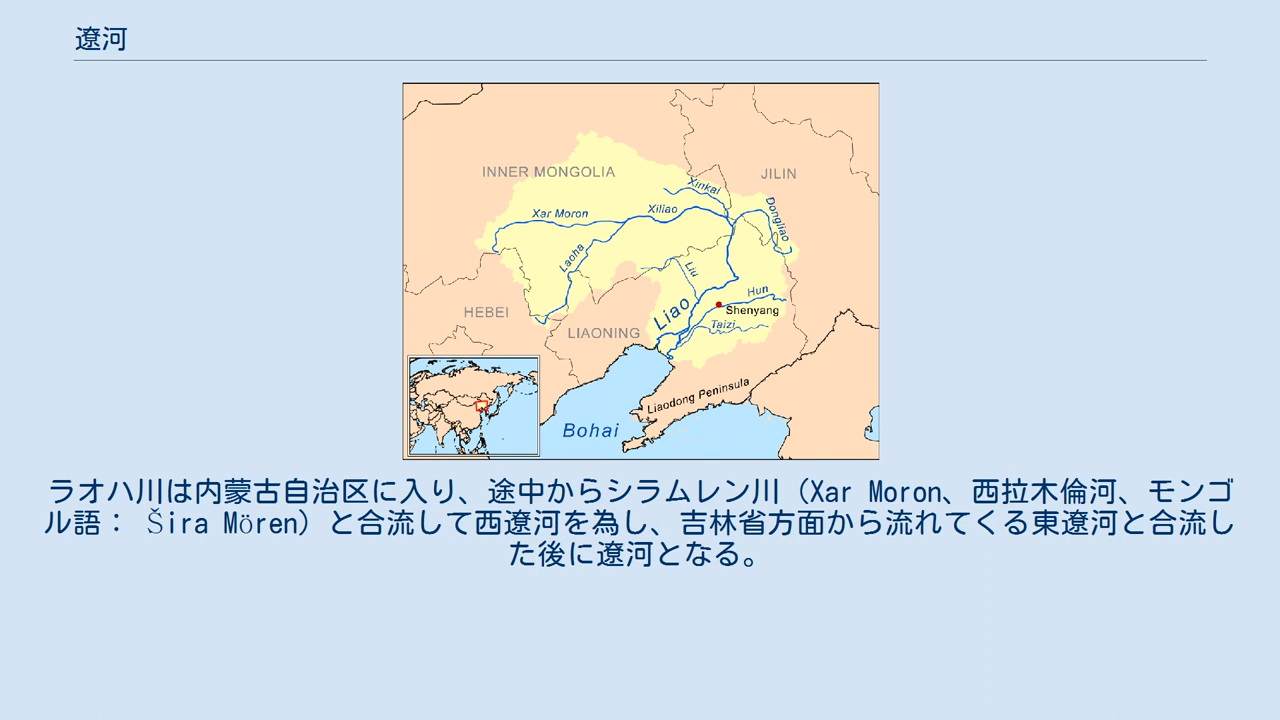 遼河
INNER MONGOLIA
JILIN
Xinkai
Xar Moron
Xiliao
Dongliao
Laoha
Liu
Hun
Liao
Shenyang
HEBEI
LIAONING
Taizi
Liaodong Peninsula
Bohai
ラオハ川は内蒙古自治区に入り、途中からシラムレン川（Xar Moron、西拉木倫河、モンゴ
ル語： Šira Mören）と合流して西遼河を為し、吉林省方面から流れてくる東遼河と合流し
た後に遼河となる。